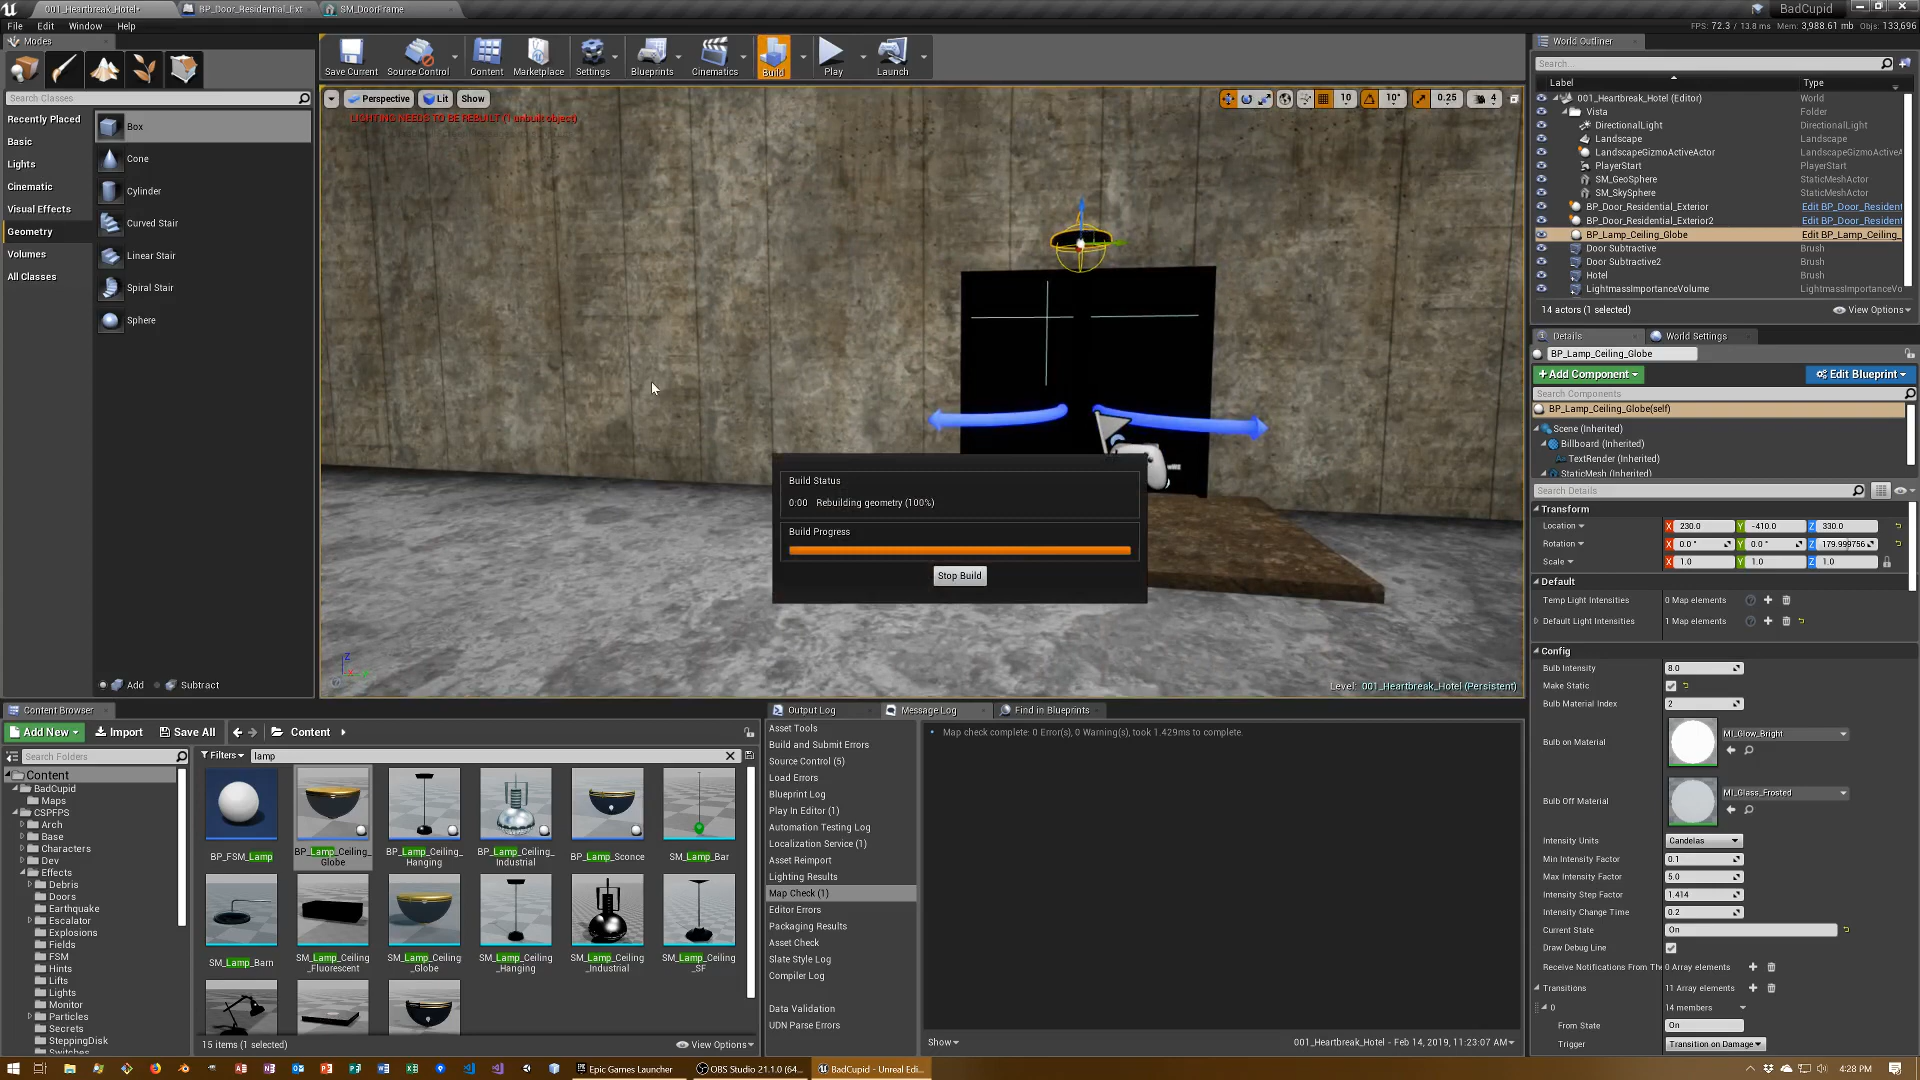 001_Heartbreak_Hotel•
BP_Door_Residential_Ext
SM_DoorFrame
BadCupid
File Edit Window Help
FPS: 72.3 / 13.8 ms Mem: 3,988.61 mb Objs: 133,696
Modes
Search Classes
Recently Placed
Basic
Lights
Cinematic
Visual Effects
Geometry
Volumes
All Classes
Box
Cone
Cylinder
Curved Stair
Linear Stair
Spiral Stair
Sphere
Add Subtract
Save Current Source Control Content Marketplace Settings Blueprints Cinematics Build Play Launch
Perspective Lit Show
10 10° 0.25 4
LIGHTING NEEDS TO BE REBUILT (1 unbuilt object)
Build Status
0:00 Rebuilding geometry (100%)
Build Progress
Stop Build
Level: 001_Heartbreak_Hotel (Persistent)
World Outliner
Search...
Label Type
001_Heartbreak_Hotel (Editor) World
Vista Folder
DirectionalLight DirectionalLight
Landscape Landscape
LandscapeGizmoActiveActor LandscapeGizmoActiveA
PlayerStart PlayerStart
SM_GeoSphere StaticMeshActor
SM_SkySphere StaticMeshActor
BP_Door_Residential_Exterior Edit BP_Door_Resident
BP_Door_Residential_Exterior2 Edit BP_Door_Resident
BP_Lamp_Ceiling_Globe Edit BP_Lamp_Ceiling_
Door Subtractive Brush
Door Subtractive2 Brush
Hotel Brush
LightmassImportanceVolume LightmassImportanceVo
14 actors (1 selected) View Options
Details World Settings
BP_Lamp_Ceiling_Globe
+Add Component Edit Blueprint
Search Components
BP_Lamp_Ceiling_Globe(self)
Scene (Inherited)
Billboard (Inherited)
TextRender (Inherited)
StaticMesh (Inherited)
Search Details
Transform
Location X 230.0 Y -410.0 Z 330.0
Rotation X 0.0 ° Y 0.0 ° Z 179.999756
Scale X 1.0 Y 1.0 Z 1.0
Default
Temp Light Intensities 0 Map elements
Default Light Intensities 1 Map elements
Config
Bulb Intensity 8.0
Make Static
Bulb Material Index 2
Bulb on Material MI_Glow_Bright
Bulb Off Material MI_Glass_Frosted
Intensity Units Candelas
Min Intensity Factor 0.1
Max Intensity Factor 5.0
Intensity Step Factor 1.414
Intensity Change Time 0.2
Current State On
Draw Debug Line
Receive Notifications From The 0 Array elements
Transitions 11 Array elements
0 14 members
From State On
Trigger Transition on Damage
Content Browser
Add New Import Save All Content
Search Folders
Filters lamp
Content
BadCupid
Maps
CSPFPS
Arch
Base
Characters
Dev
Effects
Debris
Doors
Earthquake
Escalator
Explosions
Fields
FSM
Hints
Lifts
Lights
Monitor
Particles
Secrets
SteppingDisk
Switches
BP_FSM_Lamp
BP_Lamp_Ceiling_Globe
BP_Lamp_Ceiling_Hanging
BP_Lamp_Ceiling_Industrial
BP_Lamp_Sconce
SM_Lamp_Bar
SM_Lamp_Barn
SM_Lamp_Ceiling_Fluorescent
SM_Lamp_Ceiling_Globe
SM_Lamp_Ceiling_Hanging
SM_Lamp_Ceiling_Industrial
SM_Lamp_Ceiling_SF
15 items (1 selected) View Options
Output Log Message Log Find in Blueprints
Asset Tools
Build and Submit Errors
Source Control (5)
Load Errors
Blueprint Log
Play In Editor (1)
Automation Testing Log
Localization Service (1)
Asset Reimport
Lighting Results
Map Check (1)
Editor Errors
Packaging Results
Asset Check
Slate Style Log
Compiler Log
Data Validation
UDN Parse Errors
Map check complete: 0 Error(s), 0 Warning(s), took 1.429ms to complete.
Show 001_Heartbreak_Hotel - Feb 14, 2019, 11:23:07 AM
Epic Games Launcher
OBS Studio 21.1.0 (64...
BadCupid - Unreal Edi...
4:28 PM